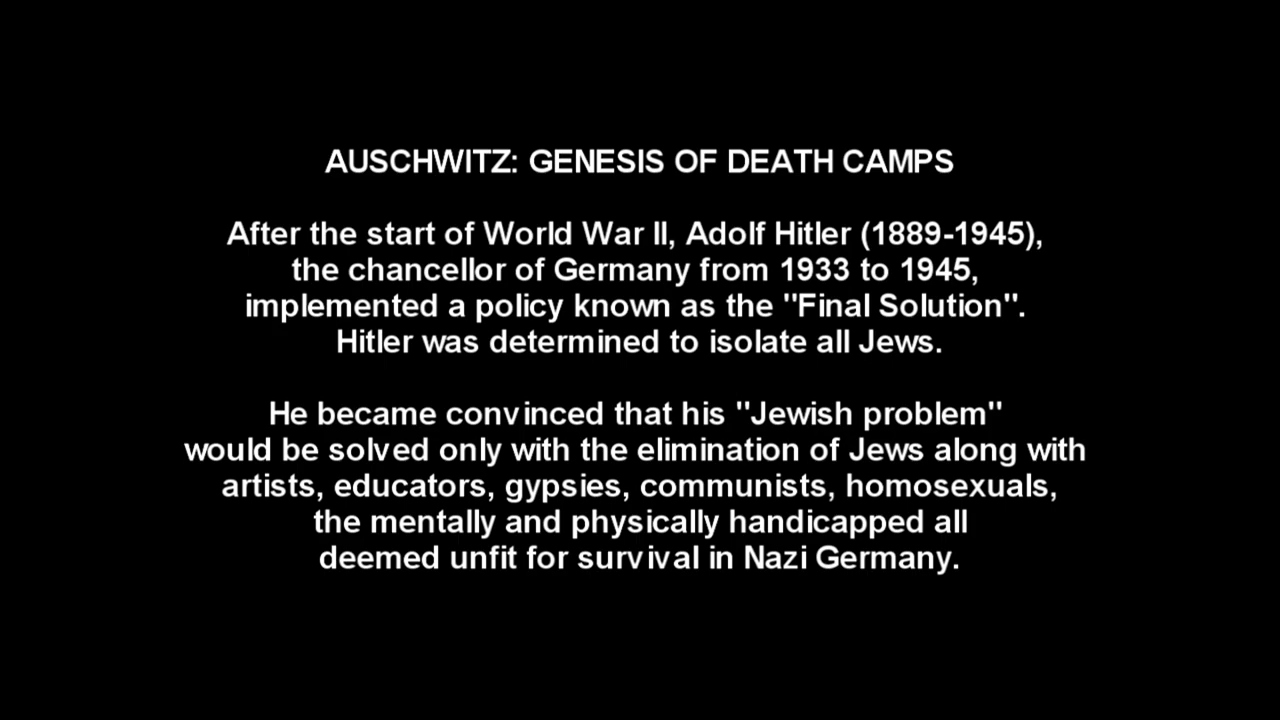 AUSCHWITZ: GENESIS OF DEATH CAMPS
After the start of World War II, Adolf Hitler (1889-1945),
the chancellor of Germany from 1933 to 1945,
implemented a policy known as the "Final Solution".
Hitler was determined to isolate all Jews.
He became convinced that his "Jewish problem"
would be solved only with the elimination of Jews along with
artists, educators, gypsies, communists, homosexuals,
the mentally and physically handicapped all
deemed unfit for survival in Nazi Germany.